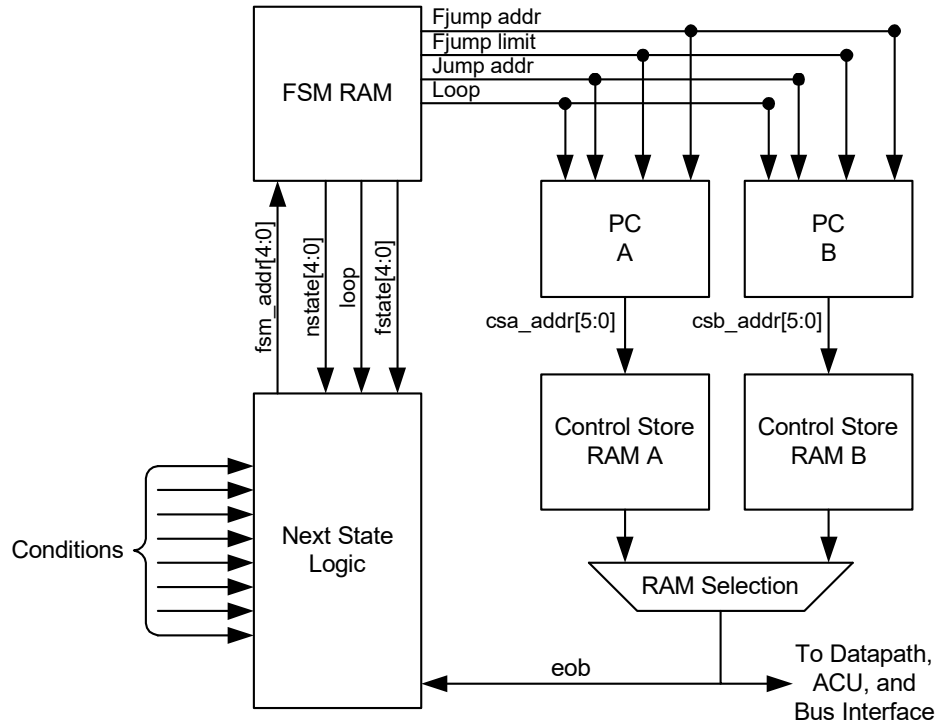 Fjump addr
Fjump limit
Jump addr
Loop
FSM RAM
PC
A
PC
B
fsm_addr[4:0]
nstate[4:0]
loop
fstate[4:0]
csa_addr[5:0]
csb_addr[5:0]
Control Store
RAM A
Control Store
RAM B
Conditions
Next State
Logic
RAM Selection
eob
To Datapath,
ACU, and
Bus Interface